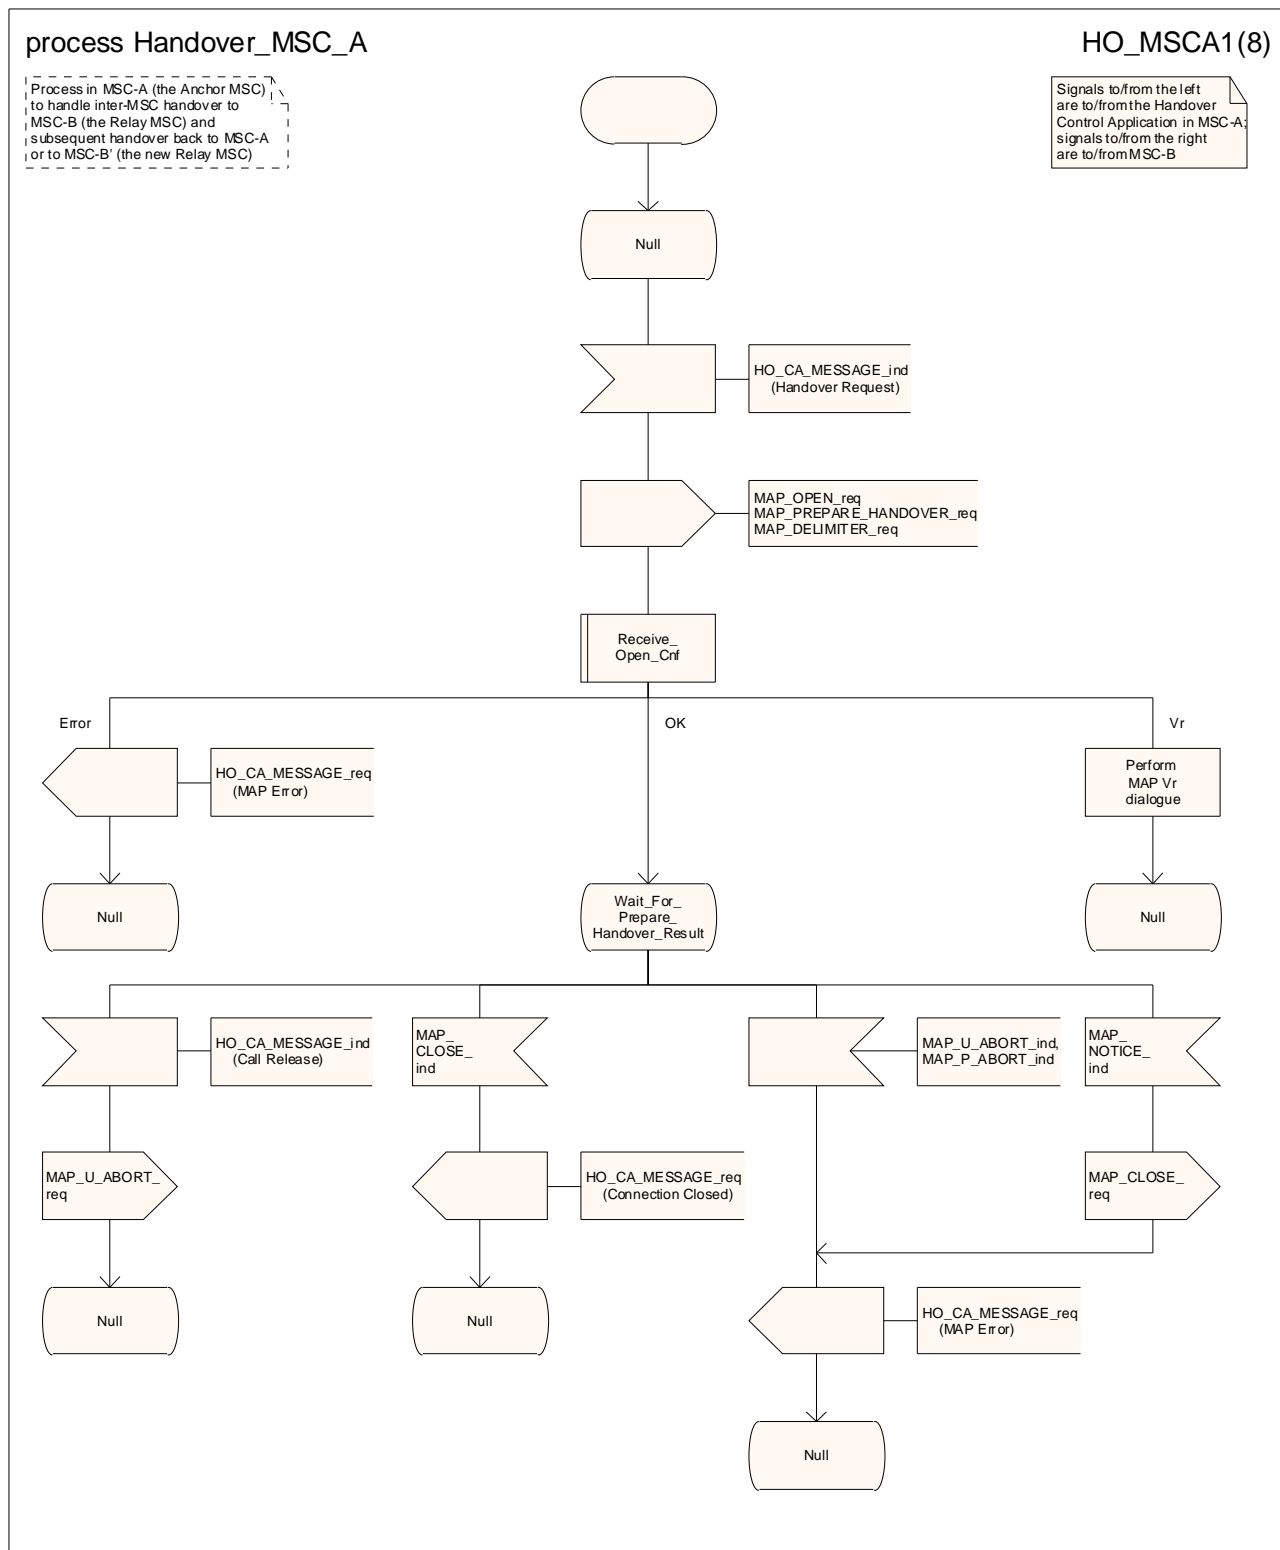 process Handover_MSC_A
HO_MSCA1(8)
Process in MSC-A (the Anchor MSC)
to handle inter-MSC handover to
MSC-B (the Relay MSC) and
subsequent handover back to MSC-A
or to MSC-B' (the new Relay MSC)
Signals to/from the left
are to/from the Handover
Control Application in MSC-A;
signals to/from the right
are to/from MSC-B
Null
HO_CA_MESSAGE_ind
(Handover Request)
MAP_OPEN_req
MAP_PREPARE_HANDOVER_req
MAP_DELIMITER_req
Receive_
Open_Cnf
Error
OK
Vr
HO_CA_MESSAGE_req
(MAP Error)
Perform
MAP Vr
dialogue
Null
Wait_For_
Prepare_
Handover_Result
Null
HO_CA_MESSAGE_ind
(Call Release)
MAP_
CLOSE_
ind
MAP_U_ABORT_ind,
MAP_P_ABORT_ind
MAP_
NOTICE_
ind
MAP_U_ABORT_
req
HO_CA_MESSAGE_req
(Connection Closed)
MAP_CLOSE_
req
Null
Null
HO_CA_MESSAGE_req
(MAP Error)
Null